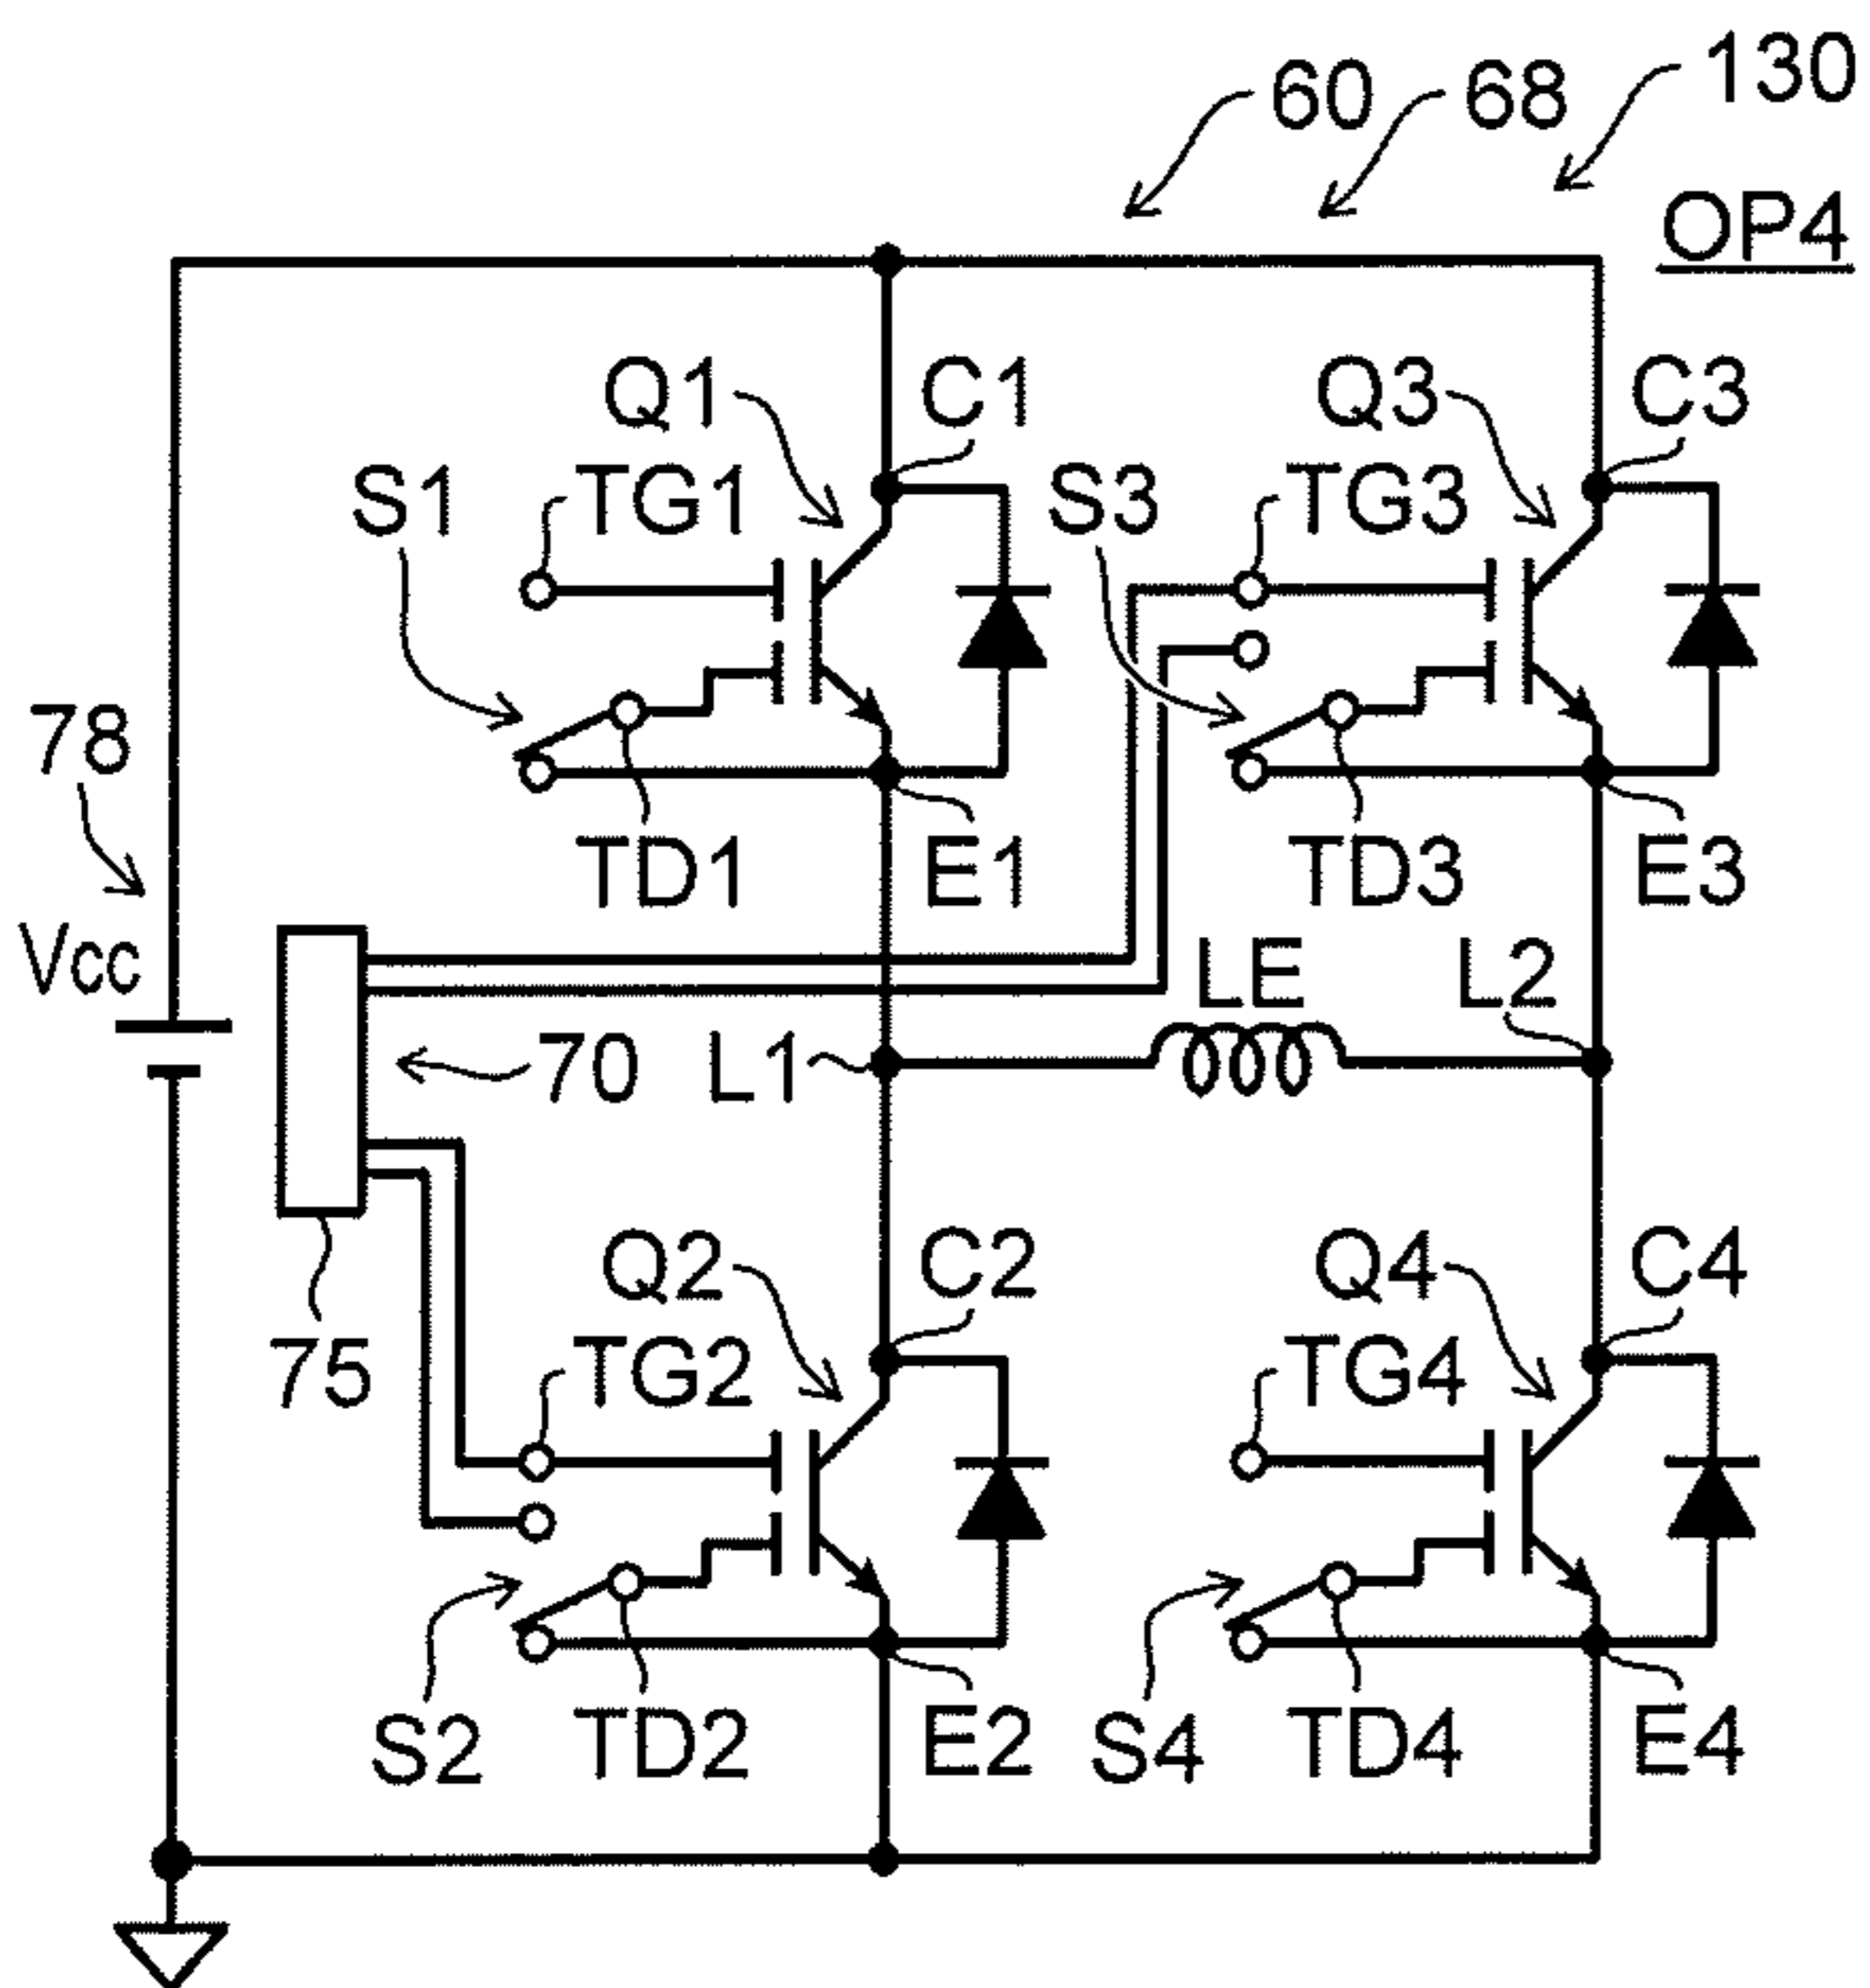 60 68 130
OP4
Q1 C1 Q3 C3
S1 TG1 S3 TG3
78
TD1 E1 TD3 E3
Vcc
LE L2
70 L1
Q2 C2 Q4 C4
75 TG2 TG4
S2 TD2 E2 S4 TD4 E4